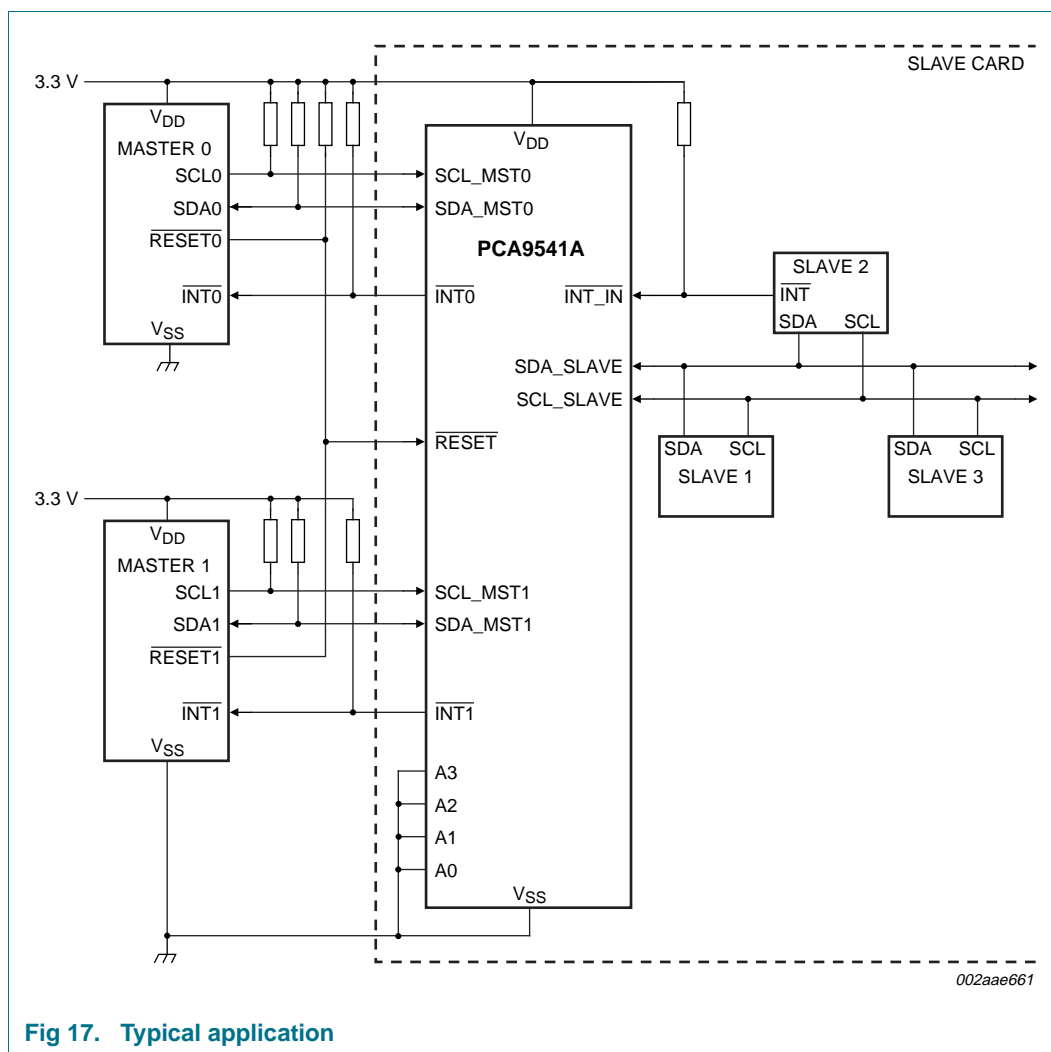 SLAVE CARD
3.3 V
VDD
MASTER 0
SCL0
SDA0
RESET0
INT0
VSS
VDD
SCL_MST0
SDA_MST0
PCA9541A
INT0
INT_IN
SDA_SLAVE
SCL_SLAVE
RESET
SLAVE 2
INT
SDA SCL
SDA SCL
SLAVE 1
SDA SCL
SLAVE 3
3.3 V
VDD
MASTER 1
SCL1
SDA1
RESET1
INT1
VSS
SCL_MST1
SDA_MST1
INT1
A3
A2
A1
A0
VSS
002aae661
Fig 17. Typical application